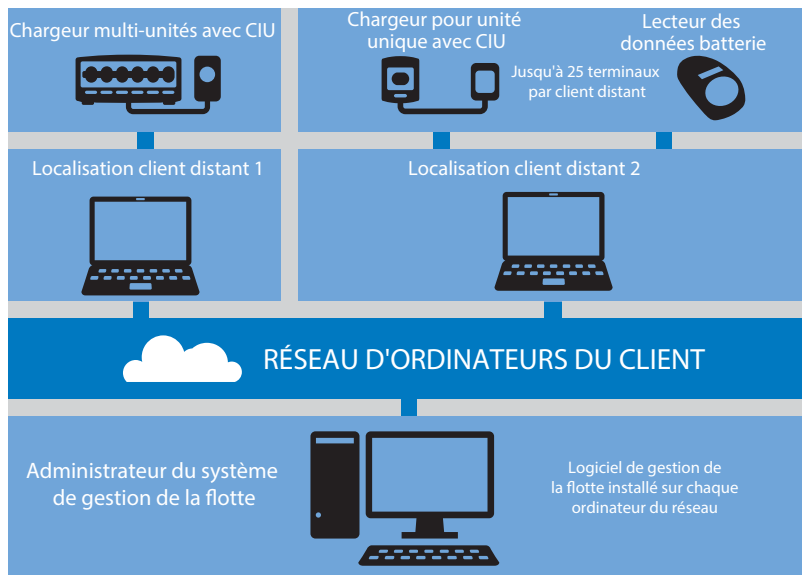 Chargeur multi-unités avec CIU
Chargeur pour unité
unique avec CIU
Jusqu'à 25 terminaux
par client distant
Lecteur des
données batterie
Localisation client distant 1
Localisation client distant 2
RÉSEAU D'ORDINATEURS DU CLIENT
Administrateur du système
de gestion de la flotte
Logiciel de gestion de
la flotte installé sur chaque
ordinateur du réseau